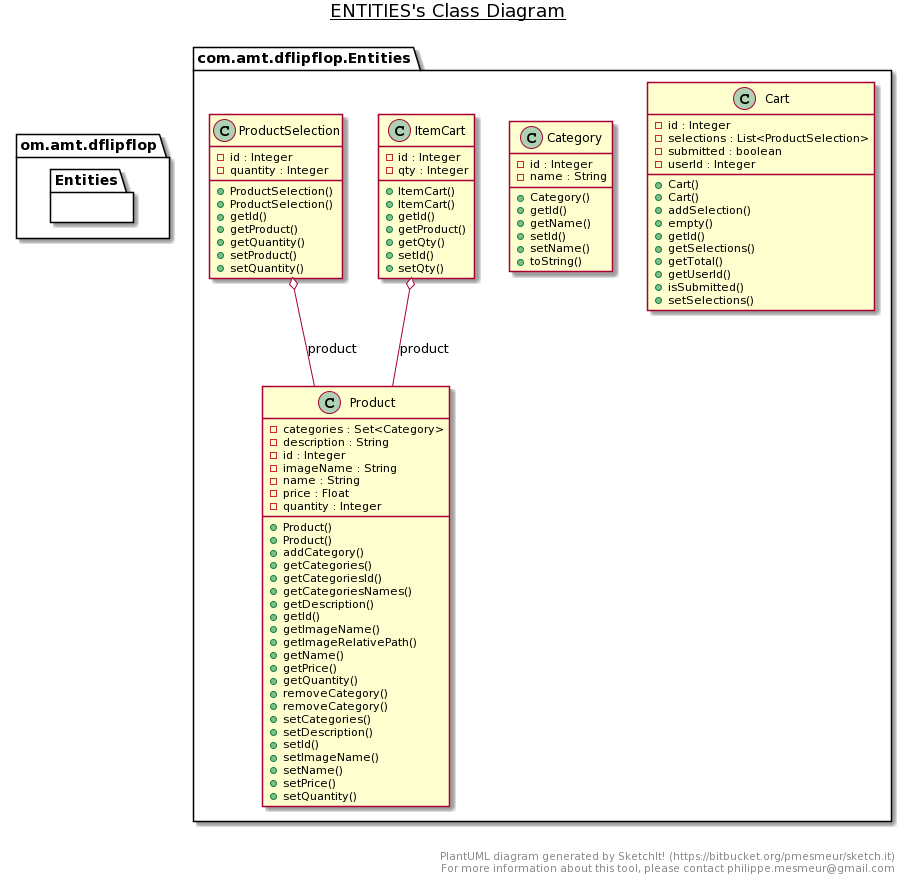 ENTITIES's Class Diagram
om.amt.dflipflop
Entities
com.amt.dflipflop.Entities
C ProductSelection
id : Integer
quantity : Integer
ProductSelection()
ProductSelection()
getId()
getProduct()
getQuantity()
setProduct()
setQuantity()
C ItemCart
id : Integer
qty : Integer
ItemCart()
ItemCart()
getId()
getProduct()
getQty()
setId()
setQty()
C Category
id : Integer
name : String
Category()
getId()
getName()
setId()
setName()
toString()
C Cart
id : Integer
selections : List<ProductSelection>
submitted : boolean
userId : Integer
Cart()
Cart()
addSelection()
empty()
getId()
getSelections()
getTotal()
getUserId()
isSubmitted()
setSelections()
product
product
C Product
categories : Set<Category>
description : String
id : Integer
imageName : String
name : String
price : Float
quantity : Integer
Product()
Product()
addCategory()
getCategories()
getCategoriesId()
getCategoriesNames()
getDescription()
getId()
getImageName()
getImageRelativePath()
getName()
getPrice()
getQuantity()
removeCategory()
removeCategory()
setCategories()
setDescription()
setId()
setImageName()
setName()
setPrice()
setQuantity()
PlantUML diagram generated by SketchIt! (https://bitbucket.org/pmesmeur/sketch.it)
For more information about this tool, please contact philippe.mesmeur@gmail.com